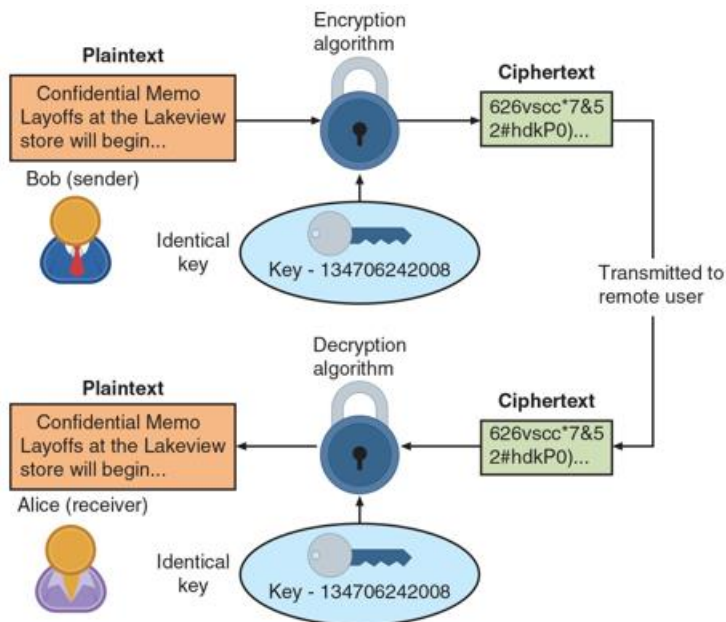 Encryption
algorithm
Plaintext
Confidential Memo
Layoffs at the Lakeview
store will begin...
Ciphertext
626vscc*7&5
2#hdkP0)...
Bob (sender)
Identical
key
Key - 134706242008
Transmitted to
remote user
Decryption
algorithm
Plaintext
Confidential Memo
Layoffs at the Lakeview
store will begin...
Ciphertext
626vscc*7&5
2#hdkP0)...
Alice (receiver)
Identical
key
Key - 134706242008